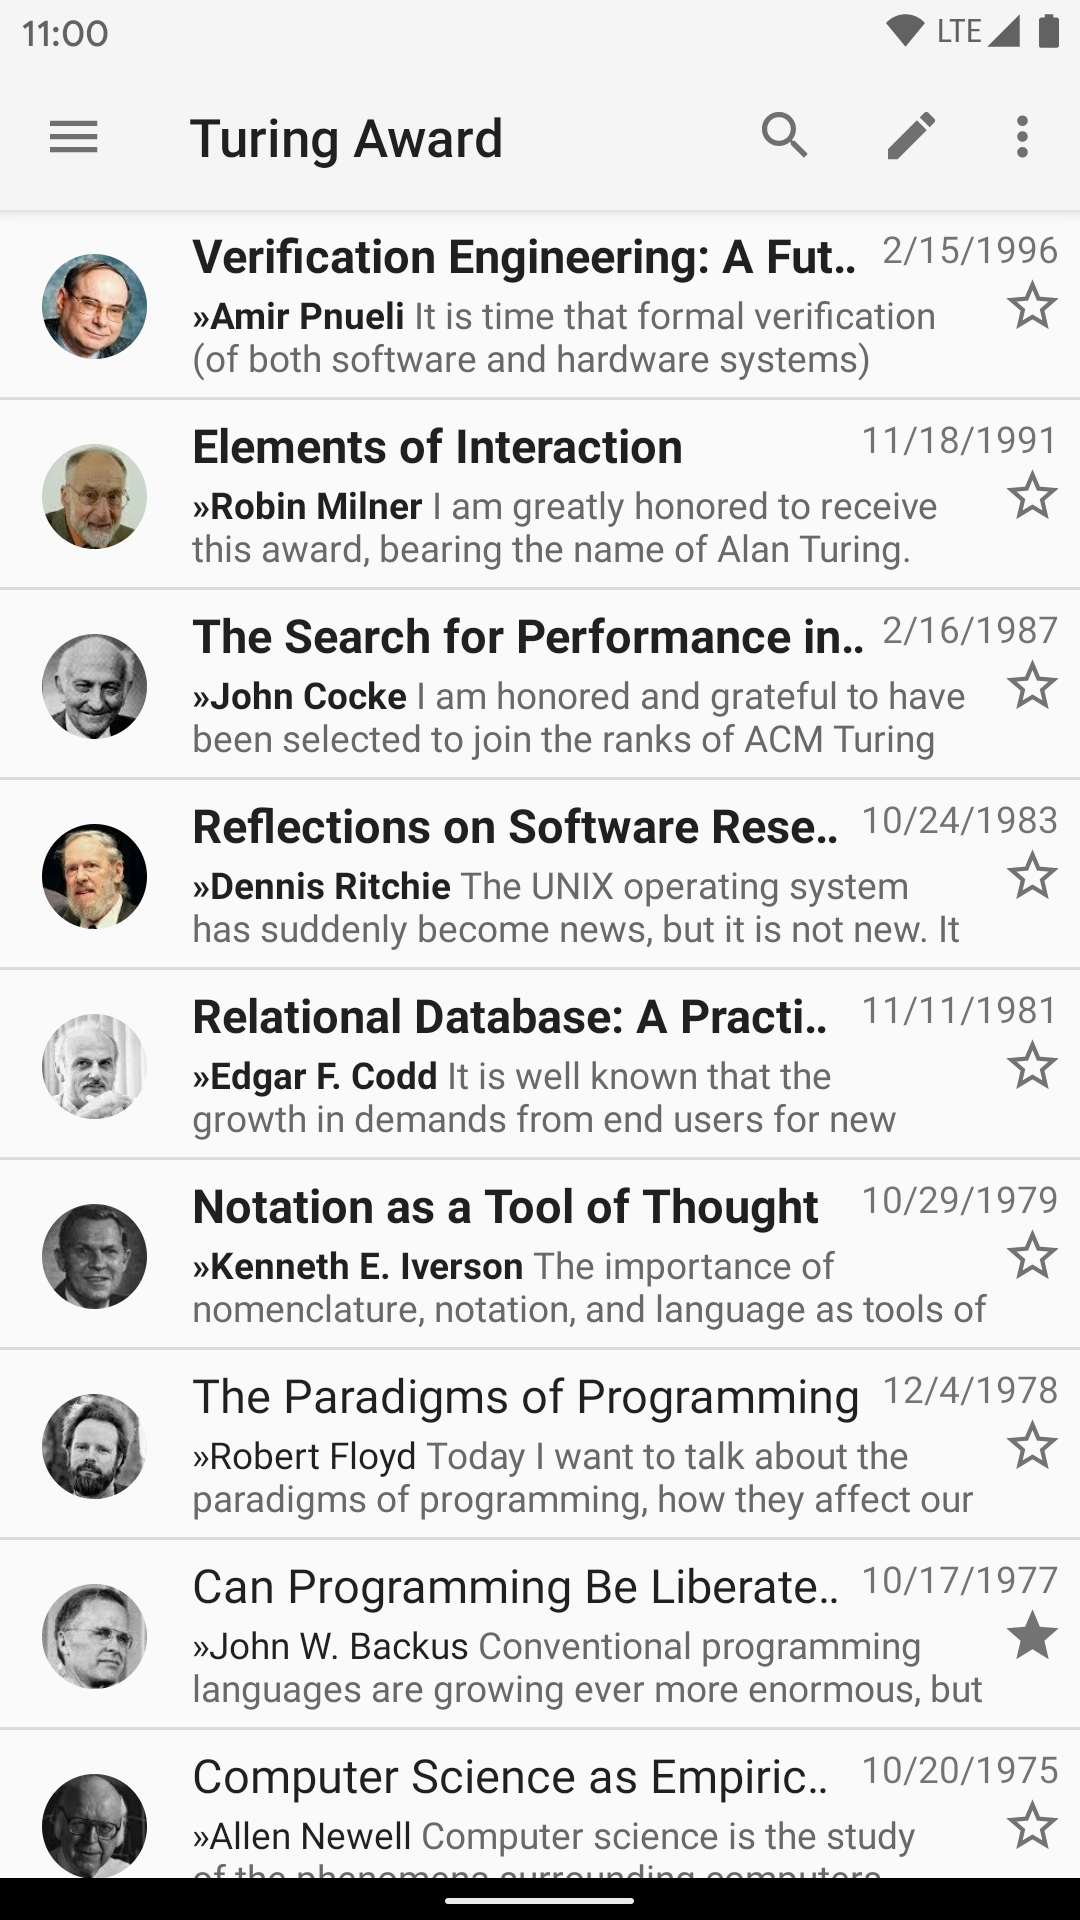 11:00 LTE
Turing Award
Verification Engineering: A Fut.. 2/15/1996
»Amir Pnueli It is time that formal verification
(of both software and hardware systems)
Elements of Interaction 11/18/1991
»Robin Milner I am greatly honored to receive
this award, bearing the name of Alan Turing.
The Search for Performance in.. 2/16/1987
»John Cocke I am honored and grateful to have
been selected to join the ranks of ACM Turing
Reflections on Software Rese.. 10/24/1983
»Dennis Ritchie The UNIX operating system
has suddenly become news, but it is not new. It
Relational Database: A Practi.. 11/11/1981
»Edgar F. Codd It is well known that the
growth in demands from end users for new
Notation as a Tool of Thought 10/29/1979
»Kenneth E. Iverson The importance of
nomenclature, notation, and language as tools of
The Paradigms of Programming 12/4/1978
»Robert Floyd Today I want to talk about the
paradigms of programming, how they affect our
Can Programming Be Liberate.. 10/17/1977
»John W. Backus Conventional programming
languages are growing ever more enormous, but
Computer Science as Empiric.. 10/20/1975
»Allen Newell Computer science is the study
of the phenomena surrounding computers